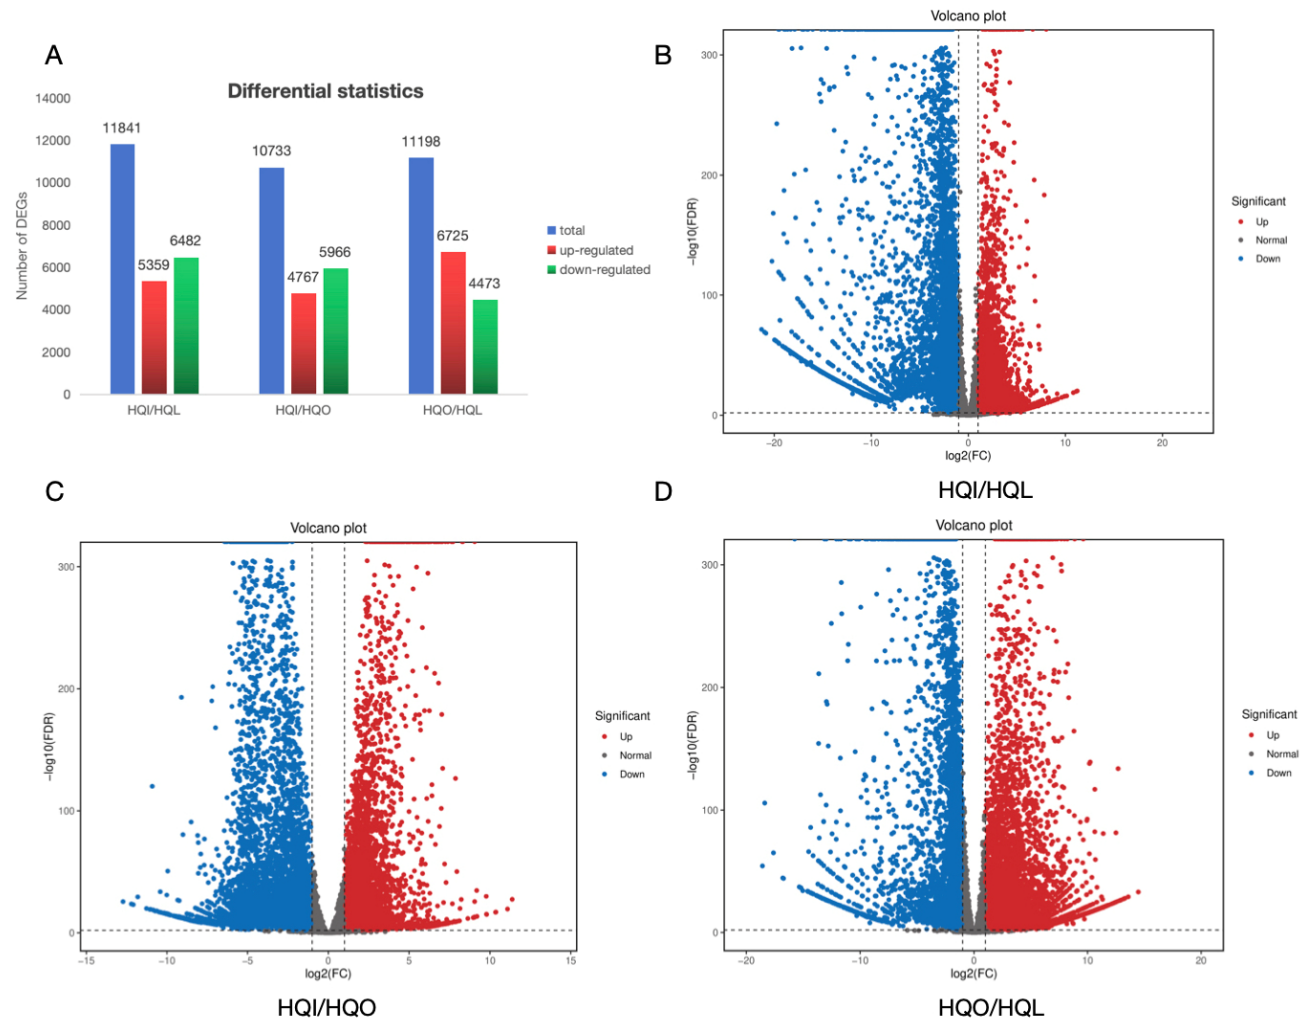 A
Differential statistics
Number of DEGs
14000
12000
10000
8000
6000
4000
2000
0
11841
5359
6482
10733
4767
5966
11198
6725
4473
HQI/HQL
HQI/HQO
HQO/HQL
total
up-regulated
down-regulated
B
Volcano plot
−log10(FDR)
300
200
100
0
−20
−10
0
10
20
log2(FC)
Significant
Up
Normal
Down
HQI/HQL
C
Volcano plot
−log10(FDR)
300
200
100
0
−15
−10
−5
0
5
10
15
log2(FC)
Significant
Up
Normal
Down
HQI/HQO
D
Volcano plot
−log10(FDR)
300
200
100
0
−20
−10
0
10
20
log2(FC)
Significant
Up
Normal
Down
HQO/HQL